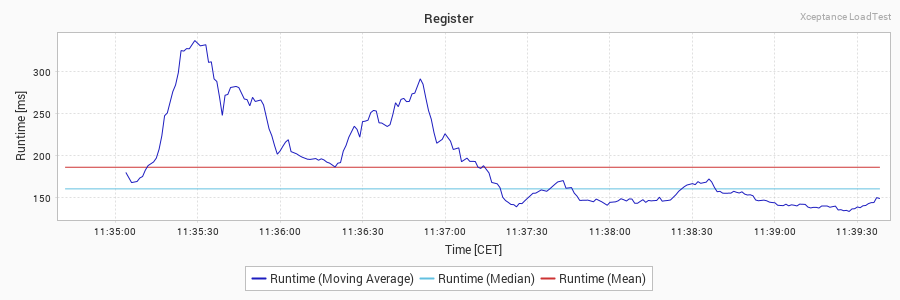 Register
Xceptance LoadTest
Runtime [ms]
300
250
200
150
11:35:00 11:35:30 11:36:00 11:36:30 11:37:00 11:37:30 11:38:00 11:38:30 11:39:00 11:39:30
Time [CET]
Runtime (Moving Average) Runtime (Median) Runtime (Mean)